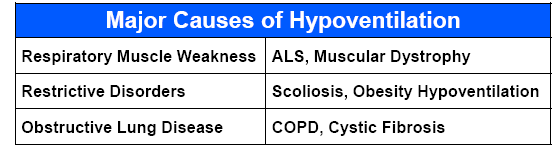 Major Causes of Hypoventilation
Respiratory Muscle Weakness ALS, Muscular Dystrophy
Restrictive Disorders Scoliosis, Obesity Hypoventilation
Obstructive Lung Disease COPD, Cystic Fibrosis